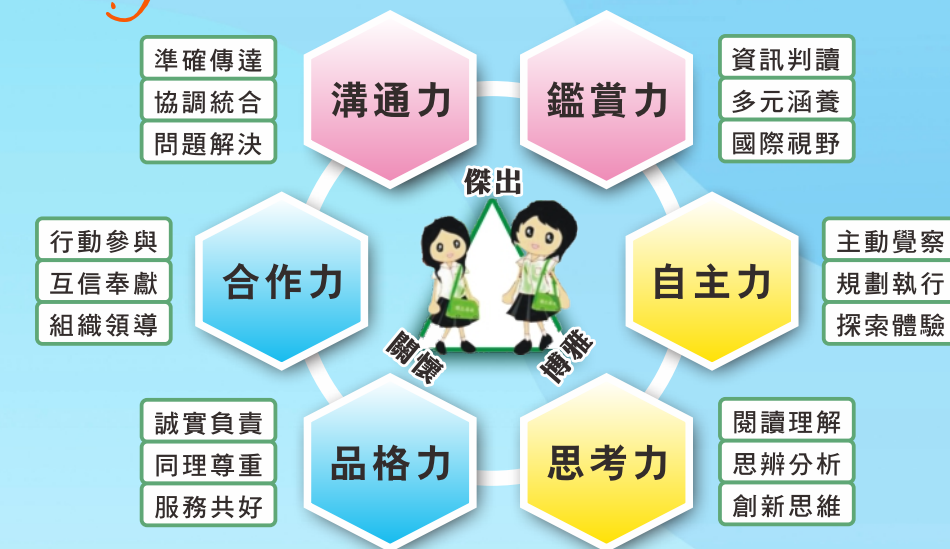 準確傳達
協調統合
問題解決
溝通力
鑑賞力
資訊判讀
多元涵養
國際視野
傑出
行動參與
互信奉獻
組織領導
合作力
自主力
主動覺察
規劃執行
探索體驗
關懷
博雅
誠實負責
同理尊重
服務共好
品格力
思考力
閱讀理解
思辨分析
創新思維